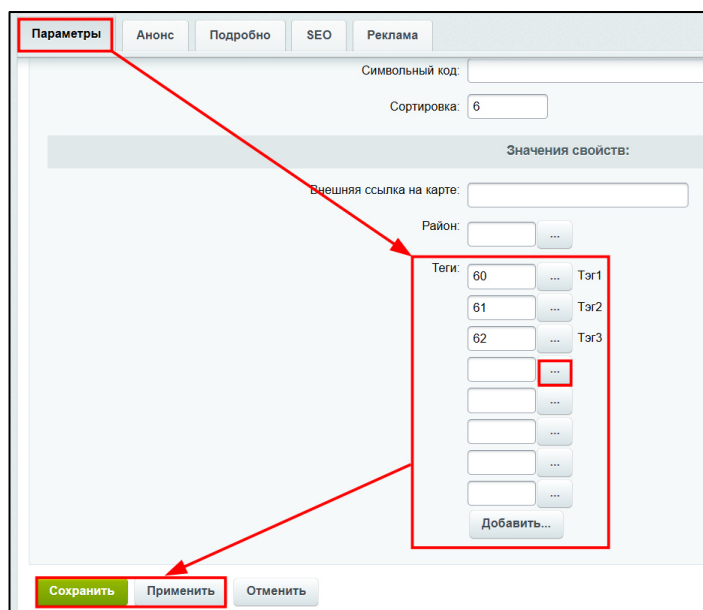 Параметры Анонс Подробно SEO Реклама
Символьный код:
Сортировка: 6
Значения свойств:
Внешняя ссылка на карте:
Район: ...
Теги: 60 ... Тэг1
61 ... Тэг2
62 ... Тэг3
...
...
...
...
...
Добавить...
Сохранить Применить Отменить